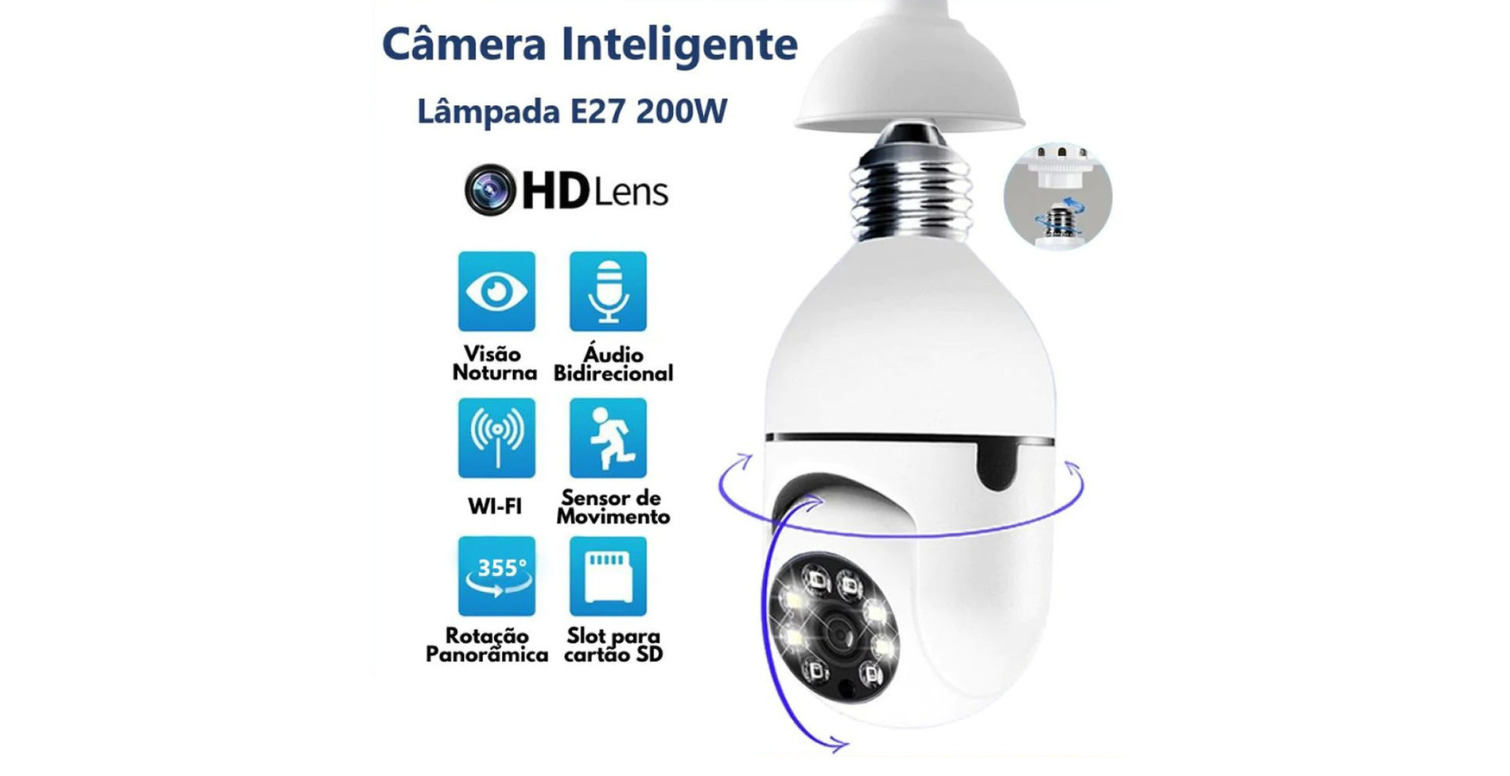 Câmera Inteligente
Lâmpada E27 200W
HD Lens
Visão
Noturna
Áudio
Bidirecional
WI-FI
Sensor de
Movimento
355°
Rotação
Panorâmica
Slot para
cartão SD